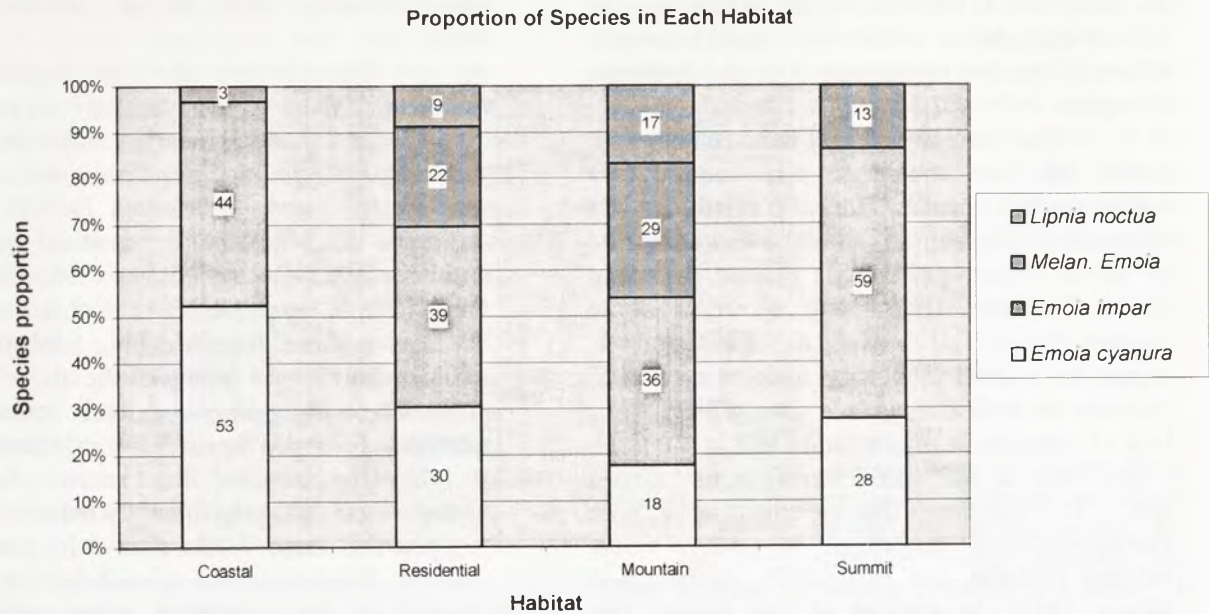 Proportion of Species in Each Habitat
Species proportion
100%
90%
80%
70%
60%
50%
40%
30%
20%
10%
0%
3
44
53
9
22
39
30
17
29
36
18
13
59
28
Coastal
Residential
Mountain
Summit
Habitat
Lipnia noctua
Melan. Emoia
Emoia impar
Emoia cyanura